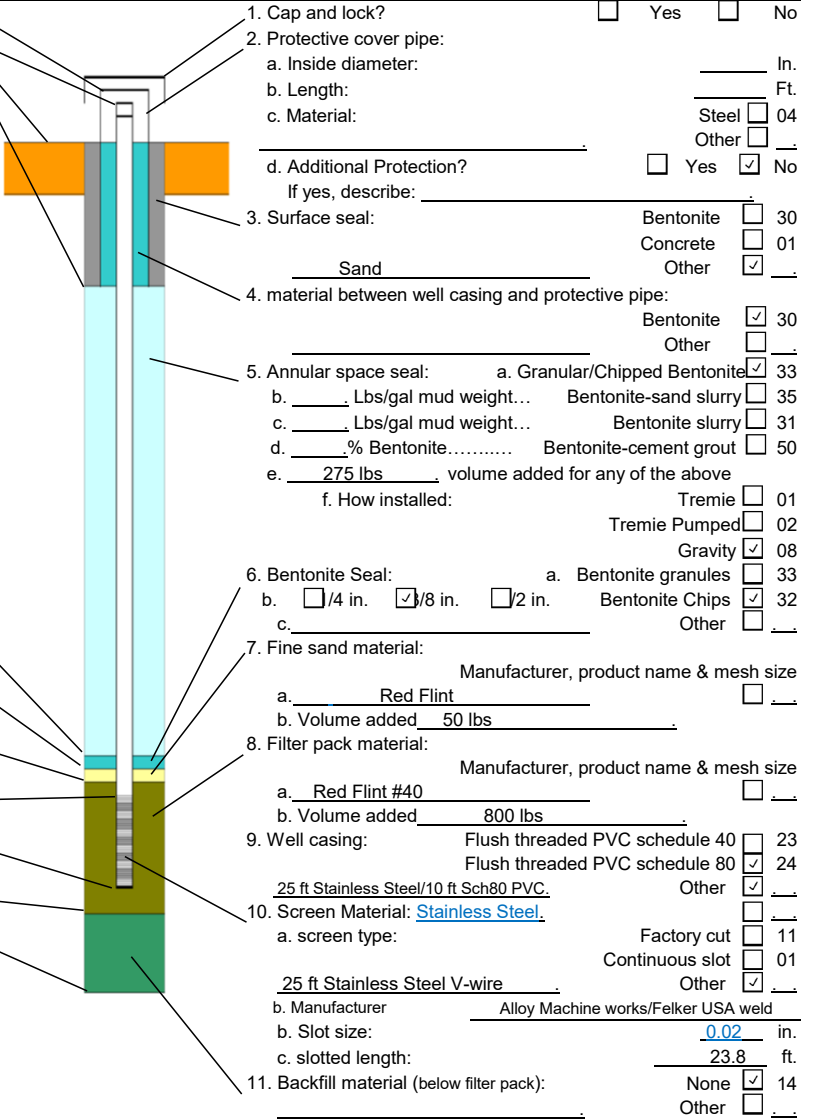 1. Cap and lock? ☐ Yes ☐ No
2. Protective cover pipe:
a. Inside diameter: ______ In.
b. Length: ______ Ft.
c. Material: Steel ☐ 04
Other ☐ _._
______.
d. Additional Protection? ☐ Yes ☑ No
If yes, describe: ______.
3. Surface seal: Bentonite ☐ 30
Concrete ☐ 01
Sand Other ☑ _._
4. material between well casing and protective pipe:
Bentonite ☑ 30
______. Other ☐ _._
5. Annular space seal: a. Granular/Chipped Bentonite ☑ 33
b. ______. Lbs/gal mud weight… Bentonite-sand slurry ☐ 35
c. ______. Lbs/gal mud weight… Bentonite slurry ☐ 31
d. ______.% Bentonite……..… Bentonite-cement grout ☐ 50
e. 275 lbs . volume added for any of the above
f. How installed: Tremie ☐ 01
Tremie Pumped ☐ 02
Gravity ☑ 08
6. Bentonite Seal: a. Bentonite granules ☐ 33
b. ☐/4 in. ☑/8 in. ☐/2 in. Bentonite Chips ☑ 32
c. ______ Other ☐ _._
7. Fine sand material:
Manufacturer, product name & mesh size
a. Red Flint ☐ _._
b. Volume added 50 lbs .
8. Filter pack material:
Manufacturer, product name & mesh size
a. Red Flint #40 ☐ _._
b. Volume added 800 lbs .
9. Well casing: Flush threaded PVC schedule 40 ☐ 23
Flush threaded PVC schedule 80 ☑ 24
25 ft Stainless Steel/10 ft Sch80 PVC. Other ☑ _._
10. Screen Material: Stainless Steel. ☐ _._
a. screen type: Factory cut ☐ 11
Continuous slot ☐ 01
25 ft Stainless Steel V-wire . Other ☑ _._
b. Manufacturer Alloy Machine works/Felker USA weld
b. Slot size: 0.02 in.
c. slotted length: 23.8 ft.
11. Backfill material (below filter pack): None ☑ 14
______. Other ☐ _._